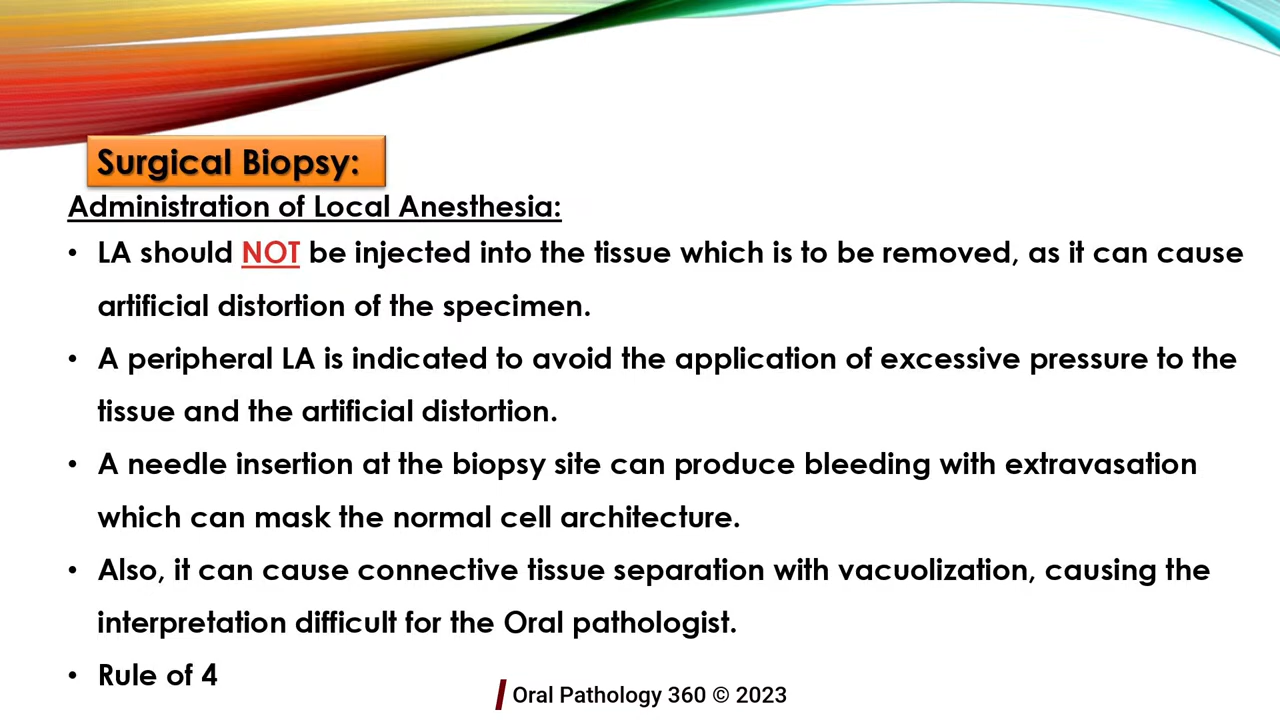 Surgical Biopsy:
Administration of Local Anesthesia:
• LA should NOT be injected into the tissue which is to be removed, as it can cause
artificial distortion of the specimen.
• A peripheral LA is indicated to avoid the application of excessive pressure to the
tissue and the artificial distortion.
• A needle insertion at the biopsy site can produce bleeding with extravasation
which can mask the normal cell architecture.
• Also, it can cause connective tissue separation with vacuolization, causing the
interpretation difficult for the Oral pathologist.
• Rule of 4
Oral Pathology 360 © 2023